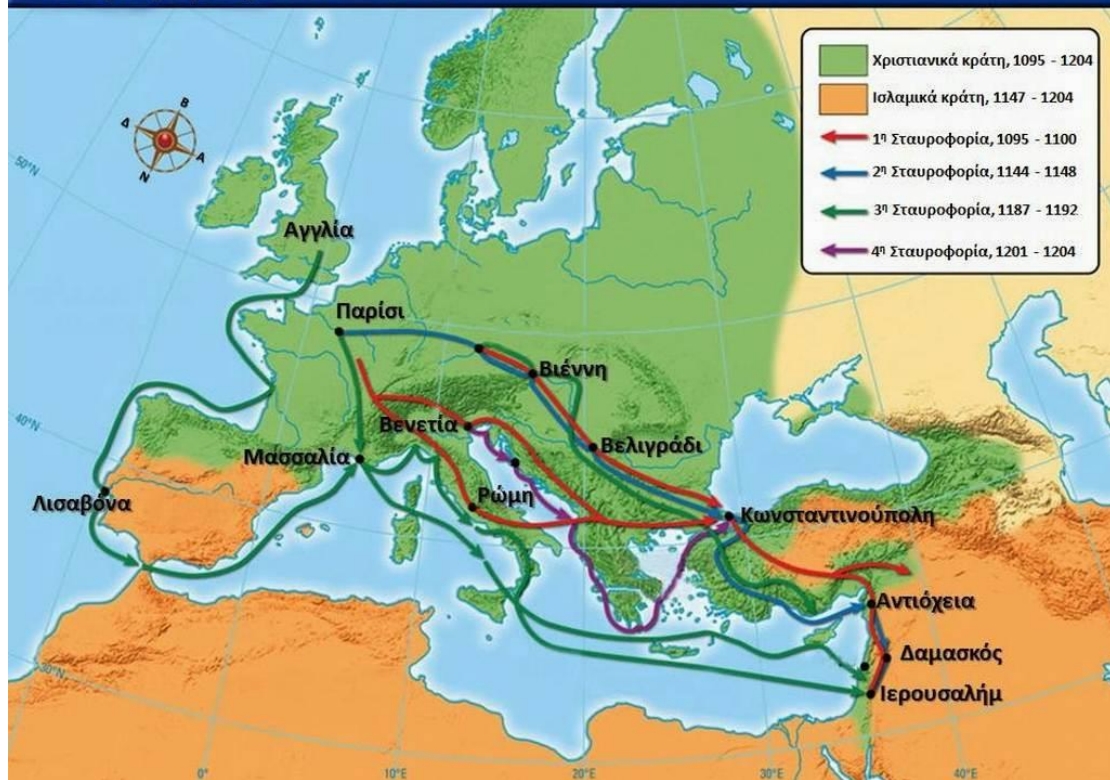 Χριστιανικά κράτη, 1095 - 1204
Ισλαμικά κράτη, 1147 - 1204
1η Σταυροφορία, 1095 - 1100
2η Σταυροφορία, 1144 - 1148
3η Σταυροφορία, 1187 - 1192
4η Σταυροφορία, 1201 - 1204
Β
Δ
Α
Ν
50°N
Αγγλία
Παρίσι
Βιέννη
40°N
Βενετία
Βελιγράδι
Μασσαλία
Λισαβόνα
Ρώμη
Κωνσταντινούπολη
Αντιόχεια
Δαμασκός
30°N
Ιερουσαλήμ
0°
10°E
20°E
30°E
40°E